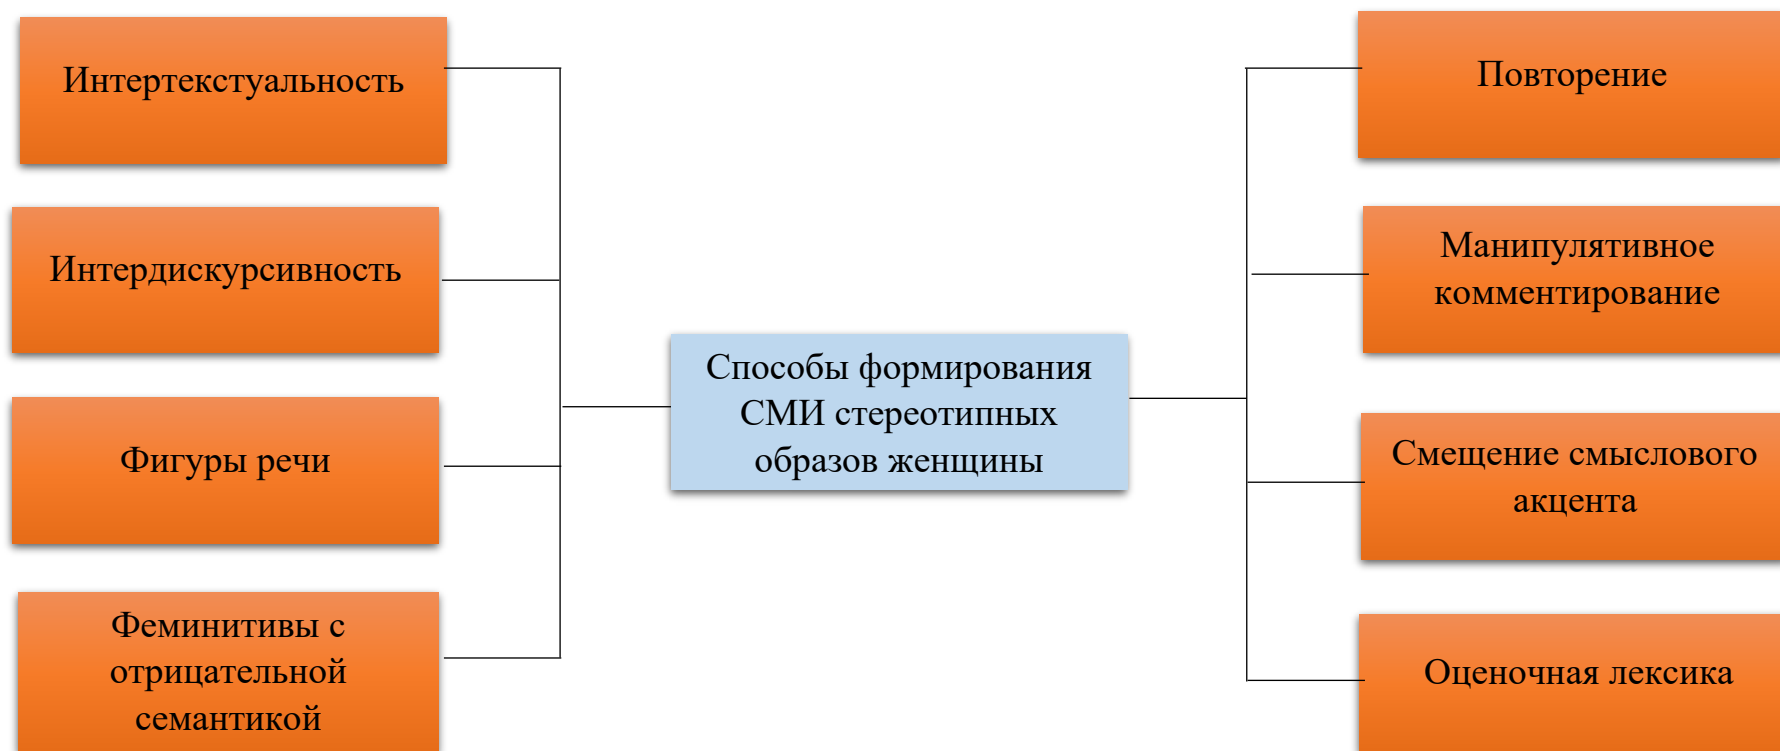 Интертекстуальность
Интердискурсивность
Фигуры речи
Феминитивы с
отрицательной
семантикой
Способы формирования
СМИ стереотипных
образов женщины
Повторение
Манипулятивное
комментирование
Смещение смыслового
акцента
Оценочная лексика